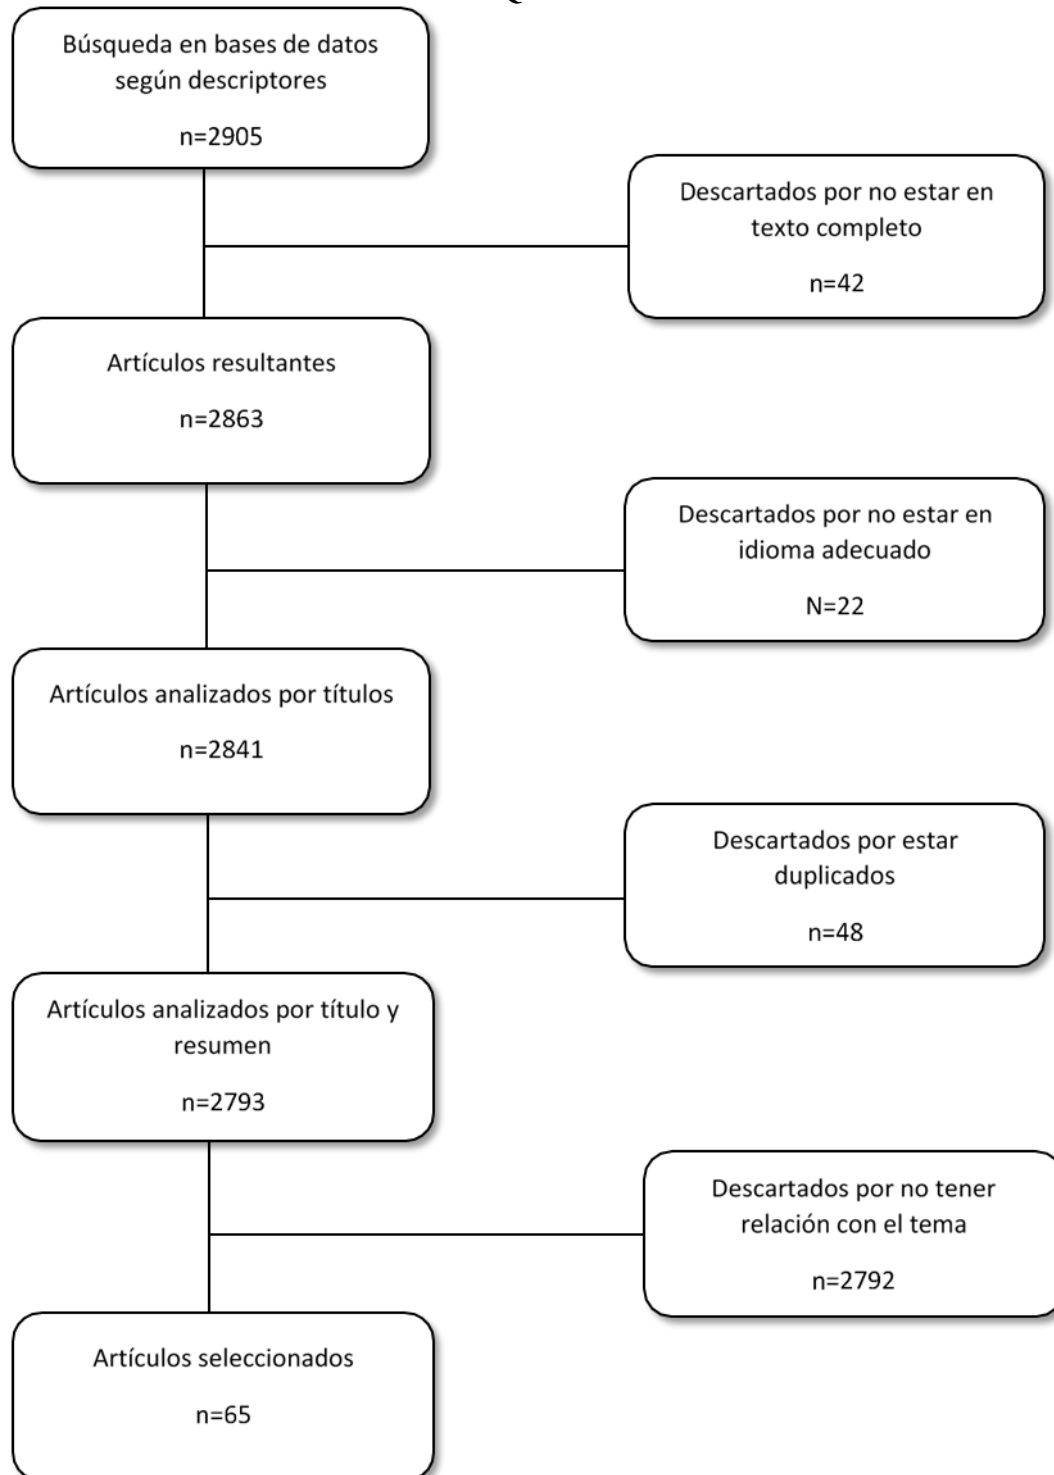 Búsqueda en bases de datos
según descriptores
n=2905
Descartados por no estar en
texto completo
n=42
Artículos resultantes
n=2863
Descartados por no estar en
idioma adecuado
N=22
Artículos analizados por títulos
n=2841
Descartados por estar
duplicados
n=48
Artículos analizados por título y
resumen
n=2793
Descartados por no tener
relación con el tema
n=2792
Artículos seleccionados
n=65